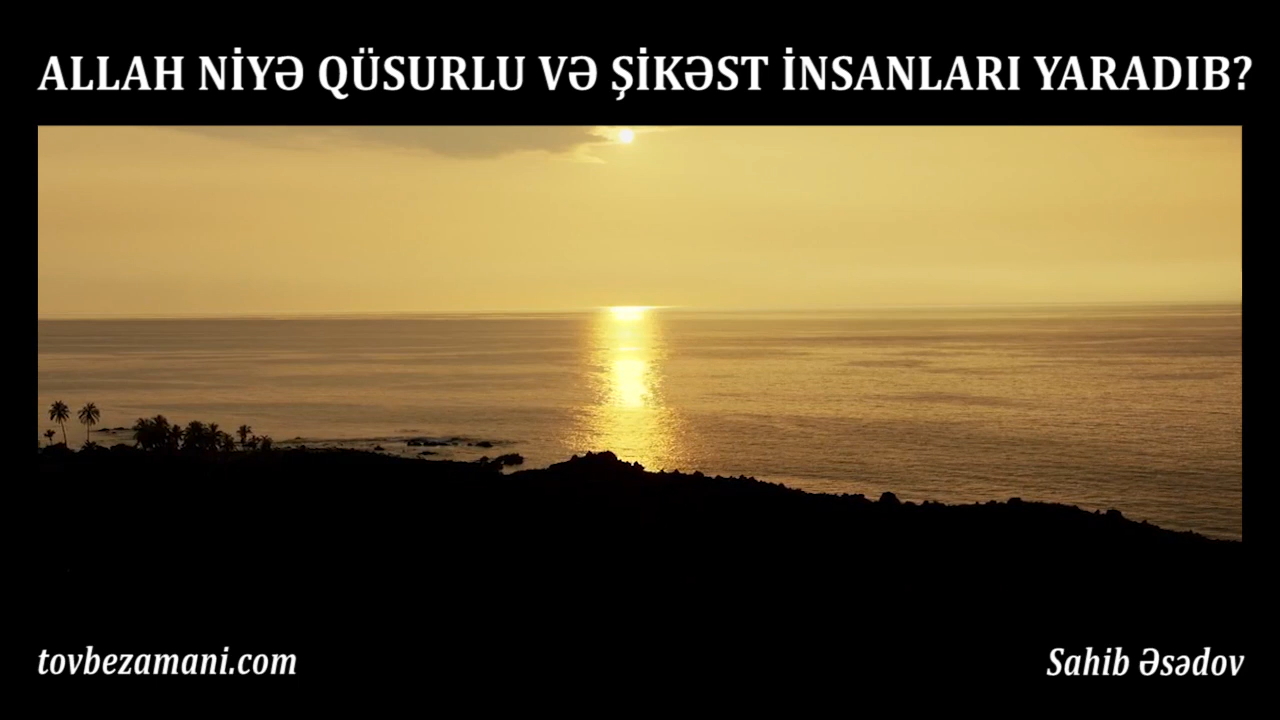 ALLAH NİYƏ QÜSURLU VƏ ŞİKƏST İNSANLARI YARADIB?
tovbezamani.com
Sahib Əsədov